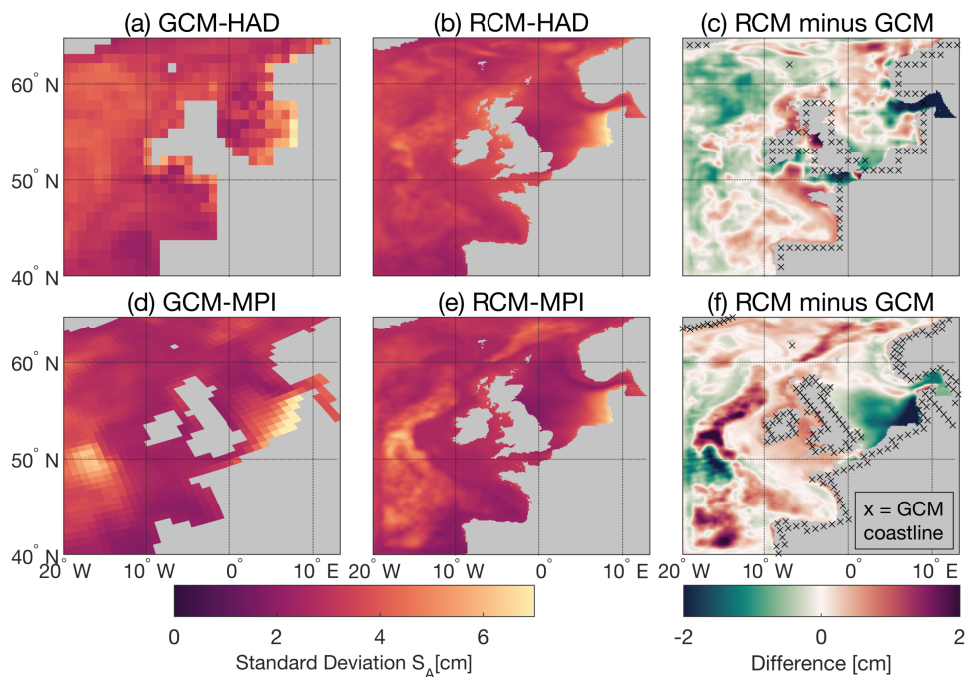 (a) GCM-HAD
(b) RCM-HAD
(c) RCM minus GCM
60° N
50° N
40° N
(d) GCM-MPI
(e) RCM-MPI
(f) RCM minus GCM
60° N
50° N
40° N
x = GCM
coastline
20° W
10° W
0°
10° E
20° W
10° W
0°
10° E
20° W
10° W
0°
10° E
0
2
4
6
Standard Deviation S_A[cm]
-2
0
2
Difference [cm]